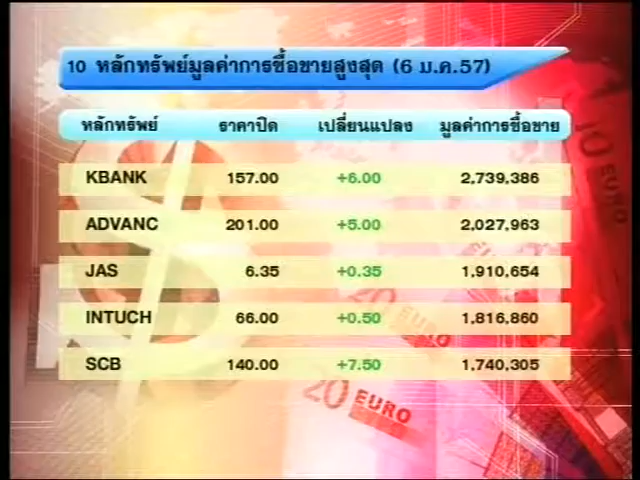 10 หลักทรัพย์มูลค่าการซื้อขายสูงสุด (6 ม.ค.57)
หลักทรัพย์ ราคาปิด เปลี่ยนแปลง มูลค่าการซื้อขาย
KBANK 157.00 +6.00 2,739,386
ADVANC 201.00 +5.00 2,027,963
JAS 6.35 +0.35 1,910,654
INTUCH 66.00 +0.50 1,816,860
SCB 140.00 +7.50 1,740,305
10 EURO
20 EURO
20 EURO